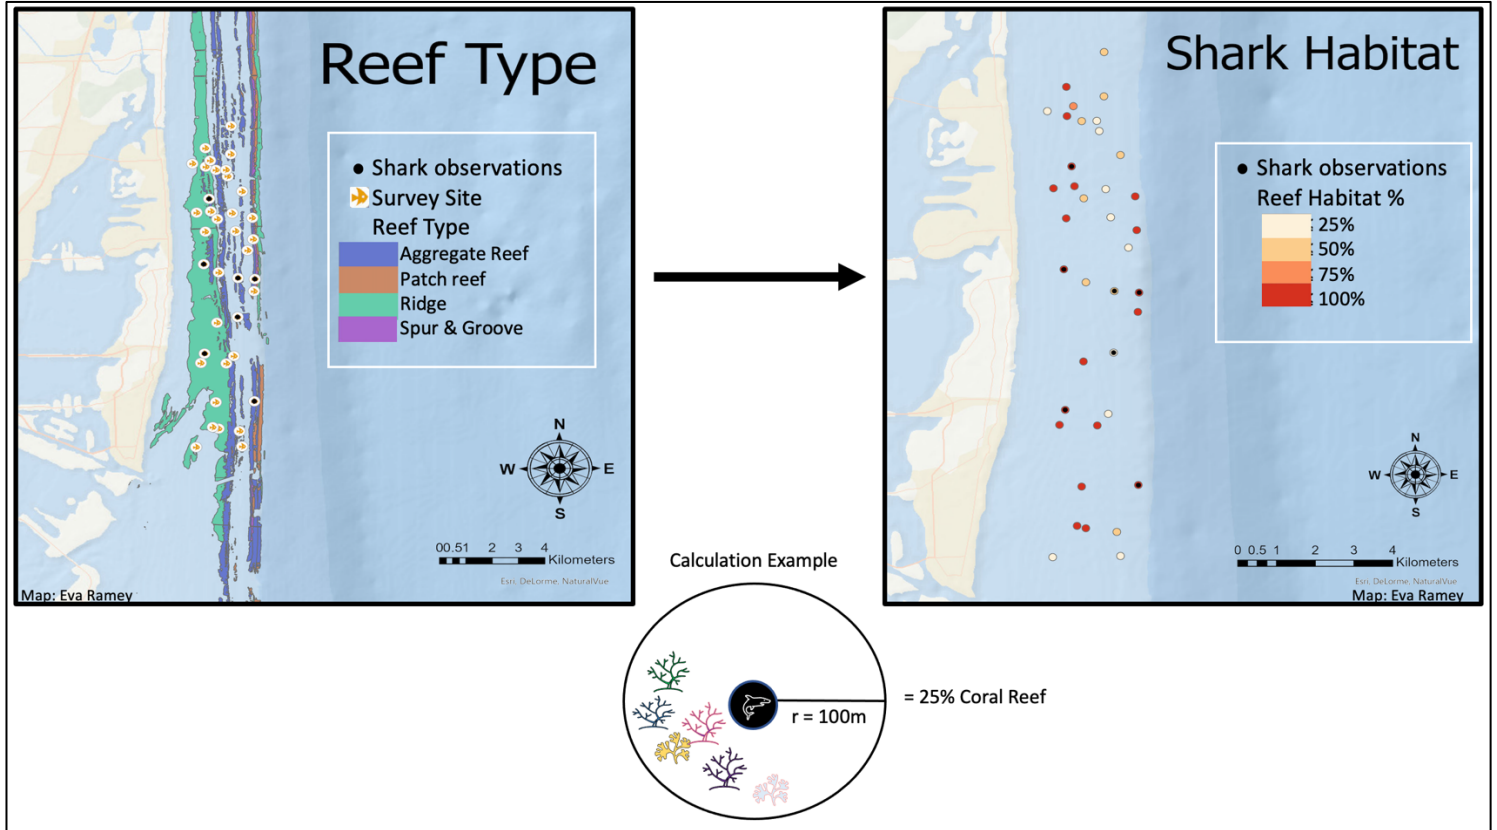 Reef Type
Shark observations
Survey Site
Reef Type
Aggregate Reef
Patch reef
Ridge
Spur & Groove
N
W
E
S
00.51 2 3 4
Kilometers
Esri, DeLorme, NaturalVue
Map: Eva Ramey
Shark Habitat
Shark observations
Reef Habitat %
25%
50%
75%
100%
N
W
E
S
0 0.5 1 2 3 4
Kilometers
Esri, DeLorme, NaturalVue
Map: Eva Ramey
Calculation Example
r = 100m
= 25% Coral Reef